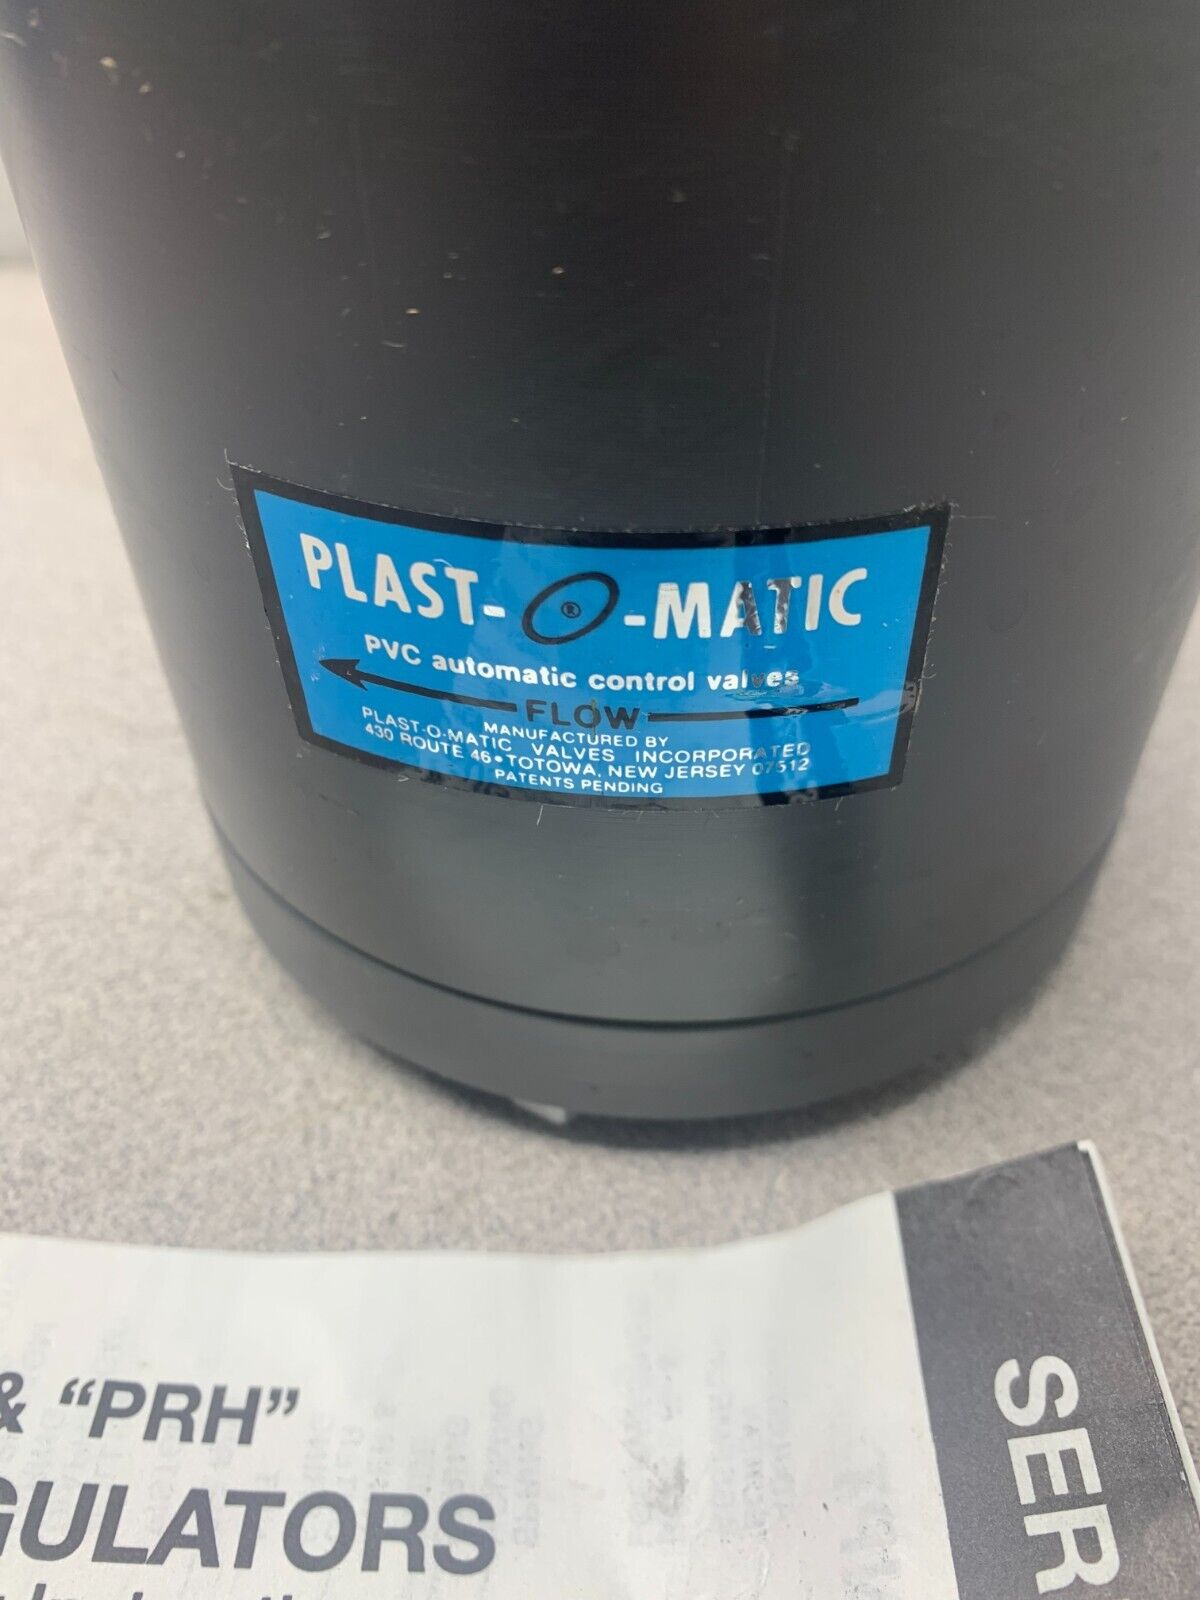 PLAST-O-MATIC
®
PVC automatic control valves
FLOW
MANUFACTURED BY
PLAST-O-MATIC VALVES INCORPORATED
430 ROUTE 46•TOTOWA, NEW JERSEY 07512
PATENTS PENDING
& “PRH”
GULATORS
SER